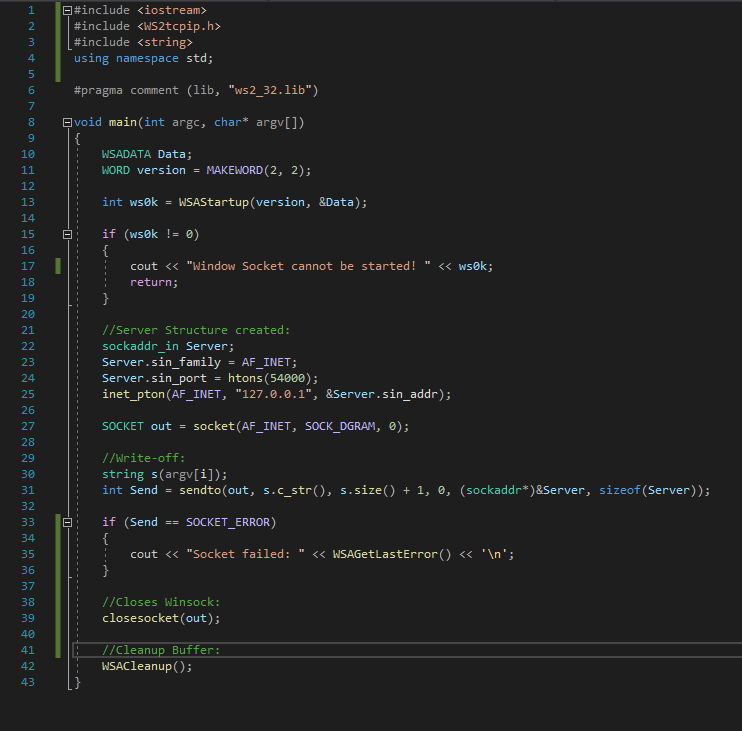 1 #include <iostream>
2 #include <WS2tcpip.h>
3 #include <string>
4 using namespace std;
5
6 #pragma comment (lib, "ws2_32.lib")
7
8 void main(int argc, char* argv[])
9 {
10 WSADATA Data;
11 WORD version = MAKEWORD(2, 2);
12
13 int ws0k = WSAStartup(version, &Data);
14
15 if (ws0k != 0)
16 {
17 cout << "Window Socket cannot be started! " << ws0k;
18 return;
19 }
20
21 //Server Structure created:
22 sockaddr_in Server;
23 Server.sin_family = AF_INET;
24 Server.sin_port = htons(54000);
25 inet_pton(AF_INET, "127.0.0.1", &Server.sin_addr);
26
27 SOCKET out = socket(AF_INET, SOCK_DGRAM, 0);
28
29 //Write-off:
30 string s(argv[i]);
31 int Send = sendto(out, s.c_str(), s.size() + 1, 0, (sockaddr*)&Server, sizeof(Server));
32
33 if (Send == SOCKET_ERROR)
34 {
35 cout << "Socket failed: " << WSAGetLastError() << '\n';
36 }
37
38 //Closes Winsock:
39 closesocket(out);
40
41 //Cleanup Buffer:
42 WSACleanup();
43 }